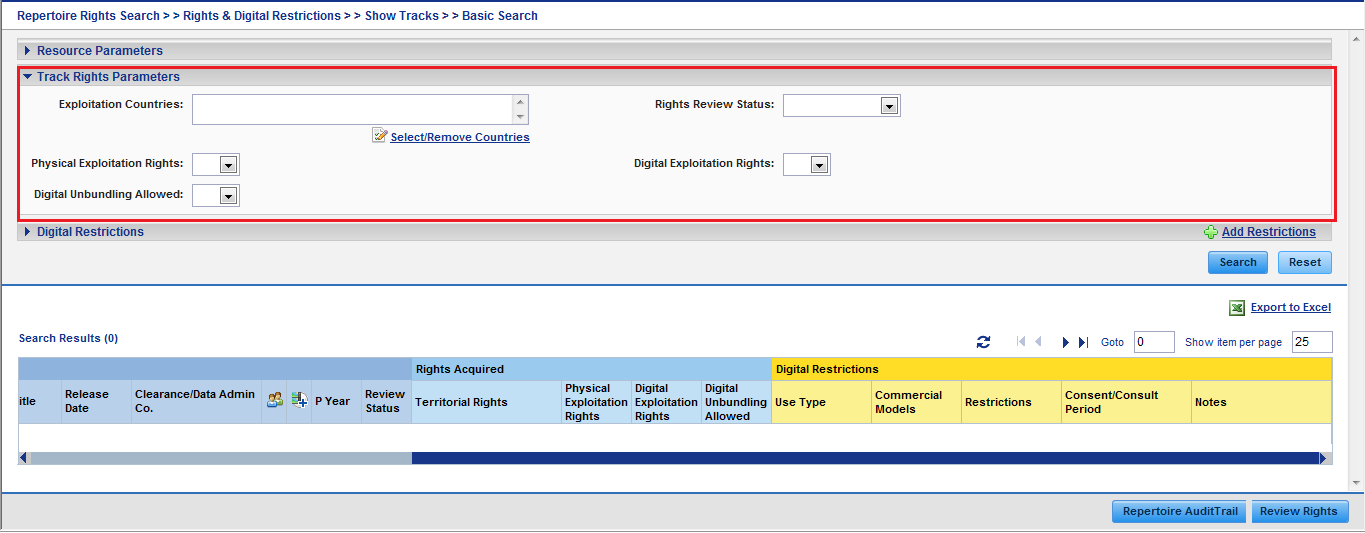 Repertoire Rights Search > > Rights & Digital Restrictions > > Show Tracks > > Basic Search
Resource Parameters
Track Rights Parameters
Exploitation Countries:
Rights Review Status:
Select/Remove Countries
Physical Exploitation Rights:
Digital Exploitation Rights:
Digital Unbundling Allowed:
Digital Restrictions
Add Restrictions
Search
Reset
Export to Excel
Search Results (0)
Goto
0
Show item per page
25
Rights Acquired
Digital Restrictions
itle
Release
Date
Clearance/Data Admin
Co.
P Year
Review
Status
Territorial Rights
Physical
Exploitation
Rights
Digital
Exploitation
Rights
Digital
Unbundling
Allowed
Use Type
Commercial
Models
Restrictions
Consent/Consult
Period
Notes
Repertoire AuditTrail
Review Rights